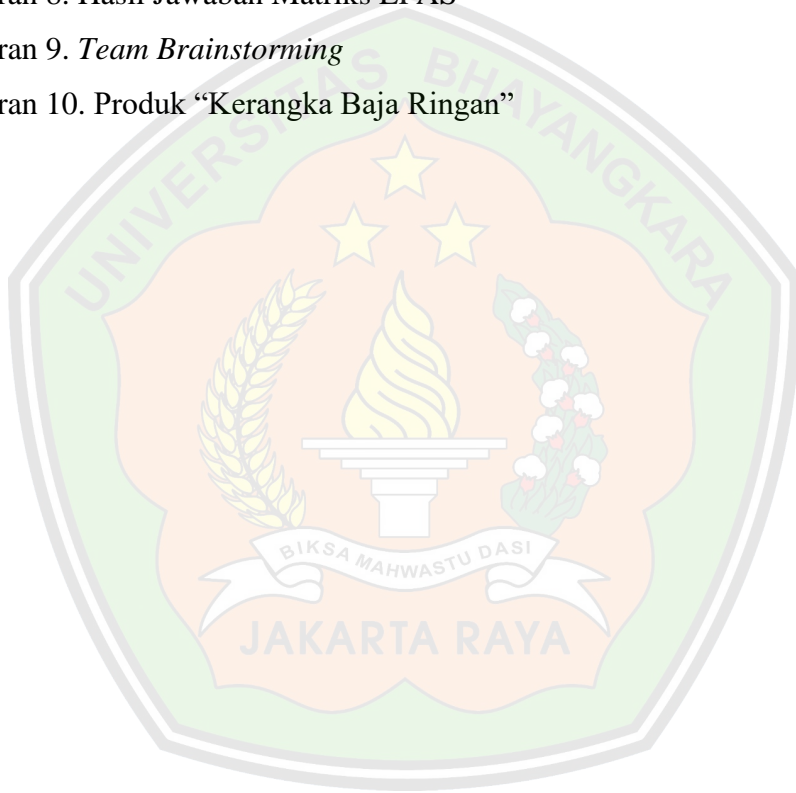 ran 8. Hasil Jawaban Matriks EFAS
ran 9. Team Brainstorming
ran 10. Produk “Kerangka Baja Ringan”
UNIVERSITAS BHAYANGKARA
BIKSA MAHWASTU DASI
JAKARTA RAYA